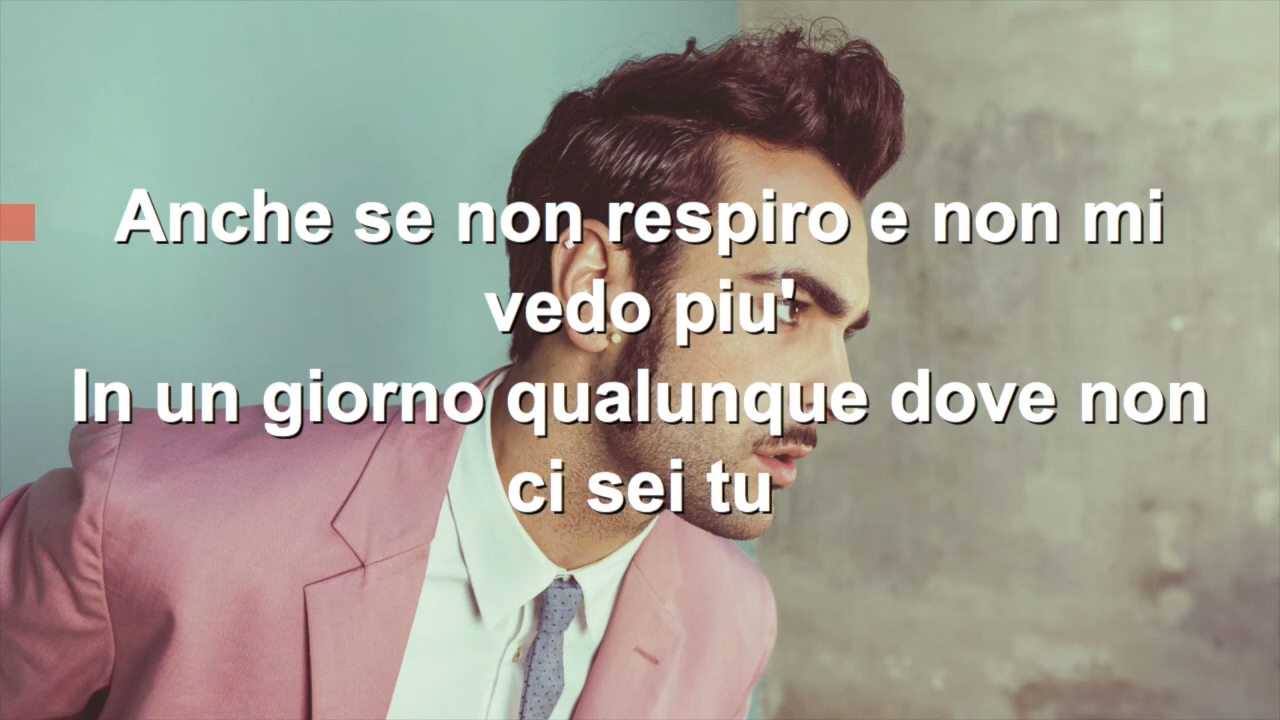 Anche se non respiro e non mi
vedo piu'
In un giorno qualunque dove non
ci sei tu